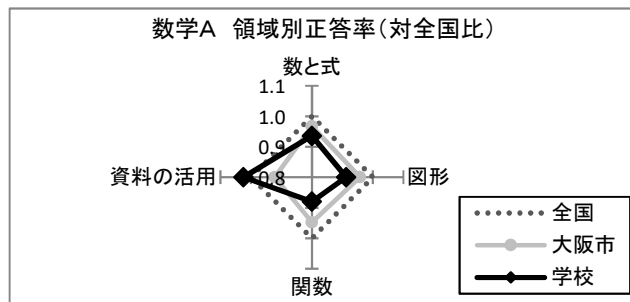 数学A 領域別正答率(対全国比)
数と式
1.1
1.0
0.9
0.8
資料の活用
図形
関数
全国
大阪市
学校